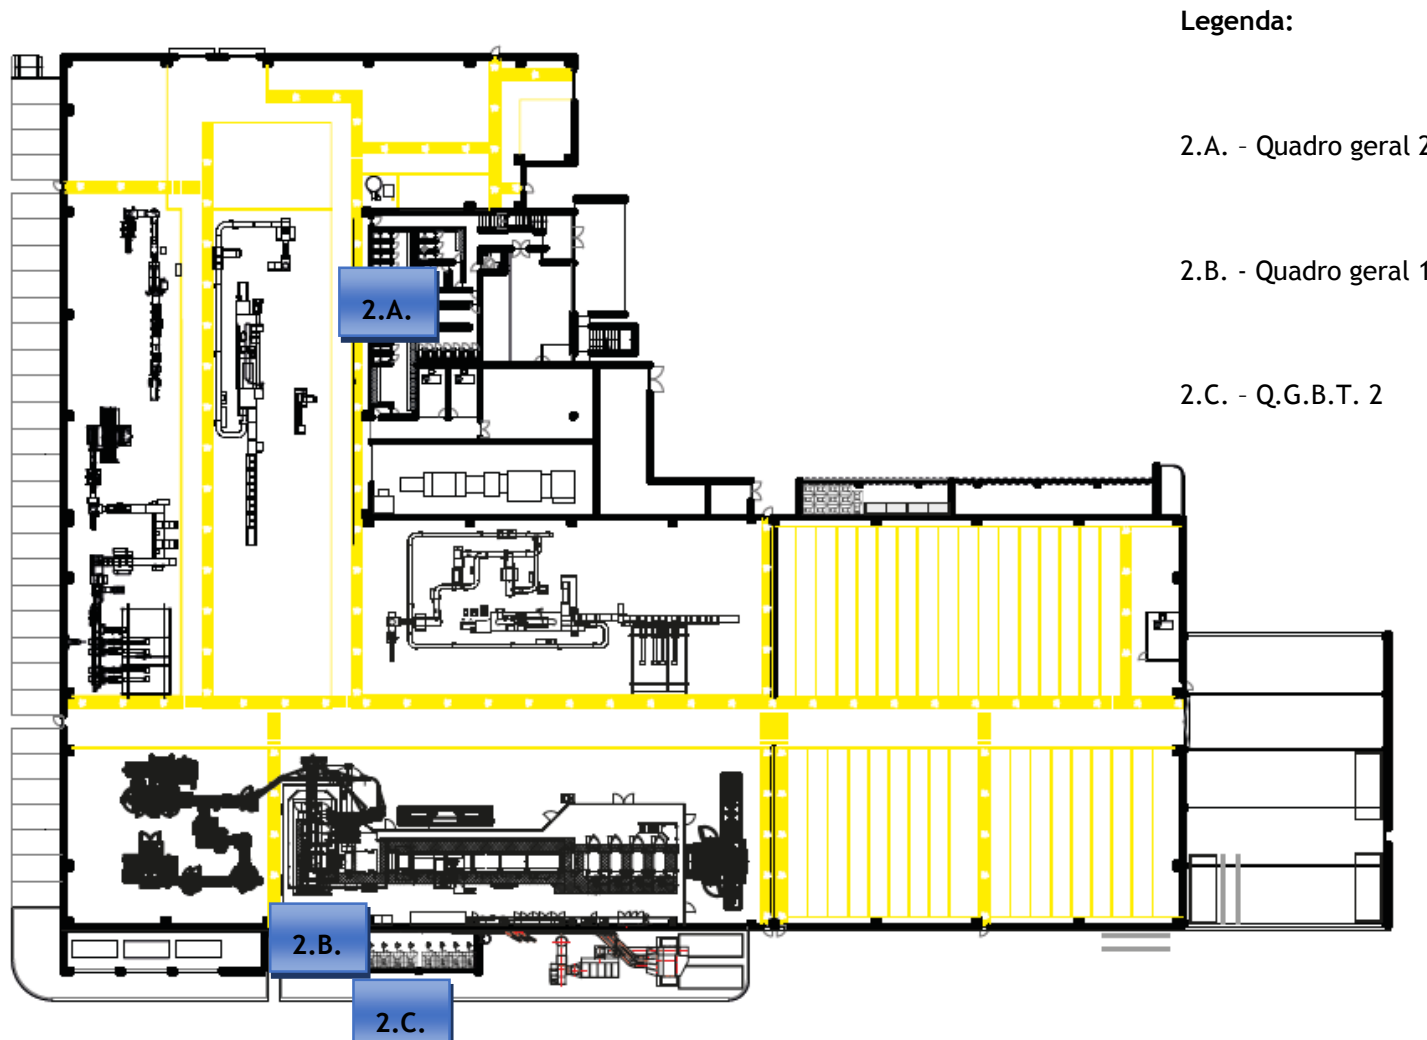 Legenda:
2.A. - Quadro geral 2
2.B. - Quadro geral 1
2.C. - Q.G.B.T. 2
2.A.
2.B.
2.C.